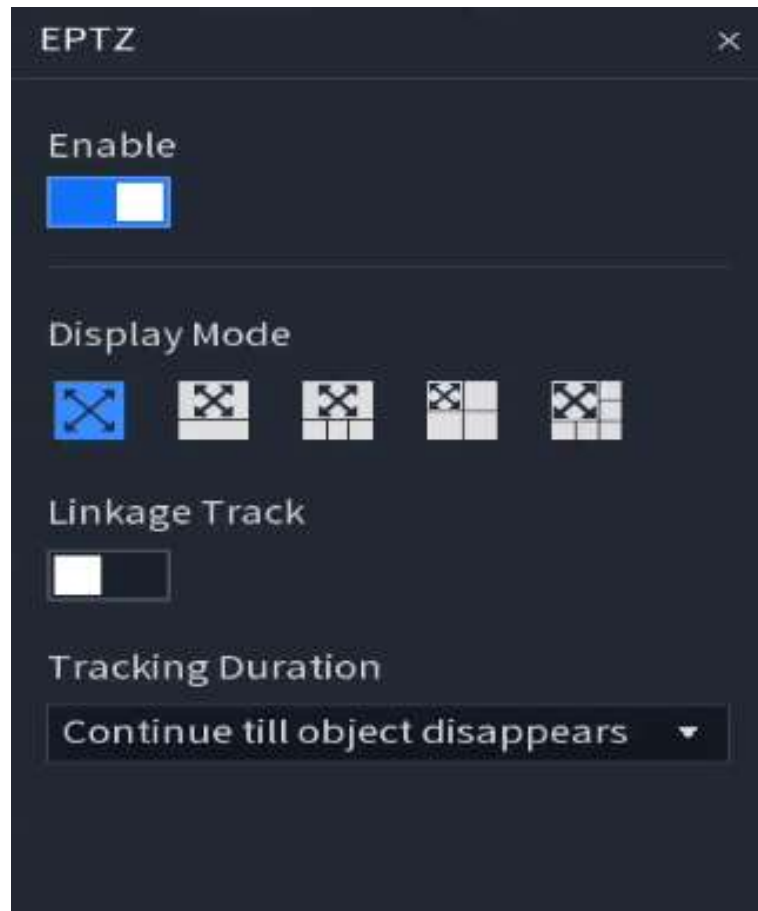 EPTZ
Enable
Display Mode
Linkage Track
Tracking Duration
Continue till object disappears